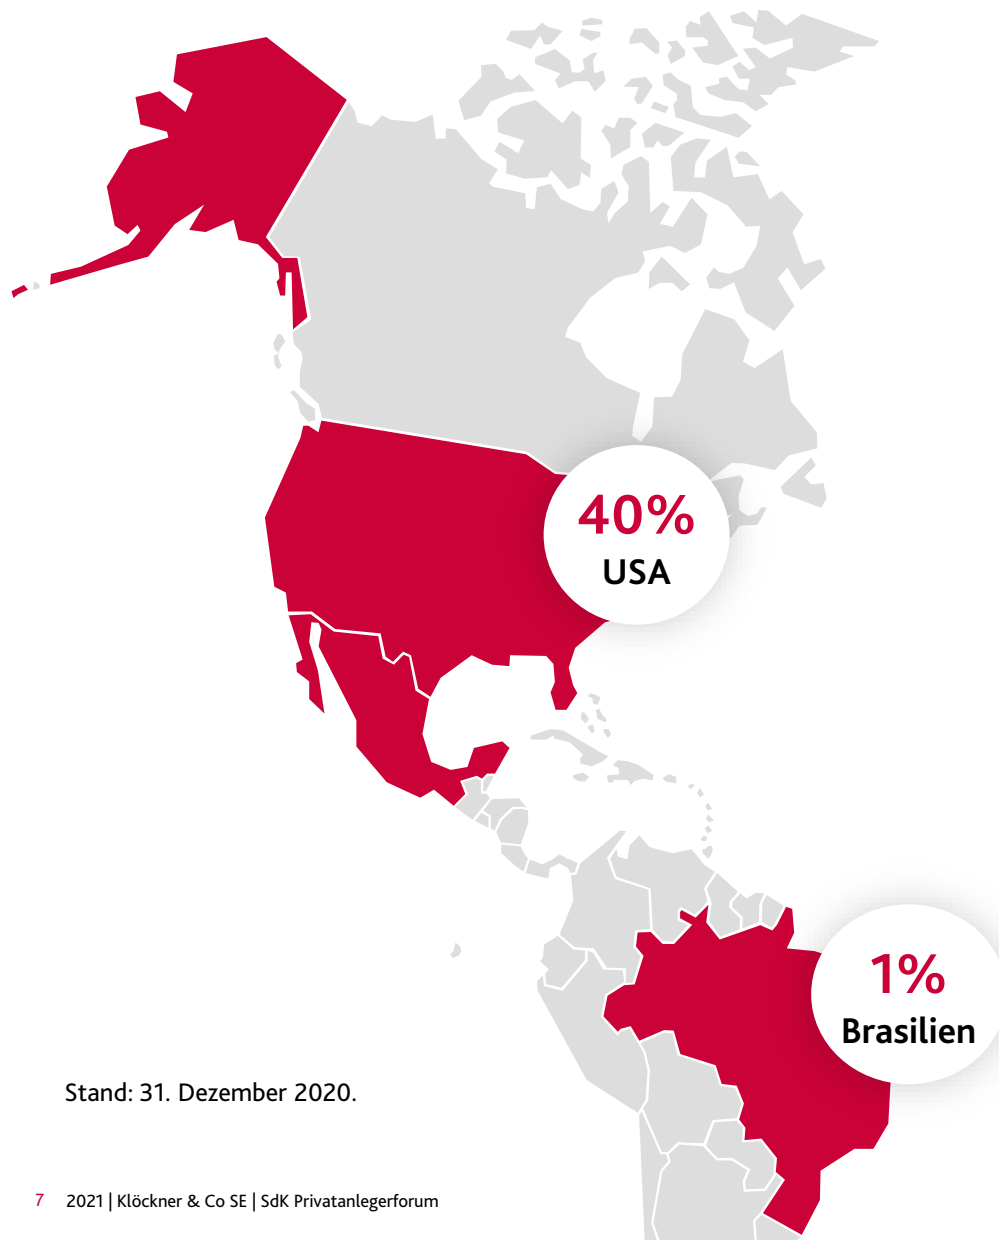 40%
USA
1%
Brasilien
Stand: 31. Dezember 2020.
7 2021 | Klöckner & Co SE | SdK Privatanlegerforum